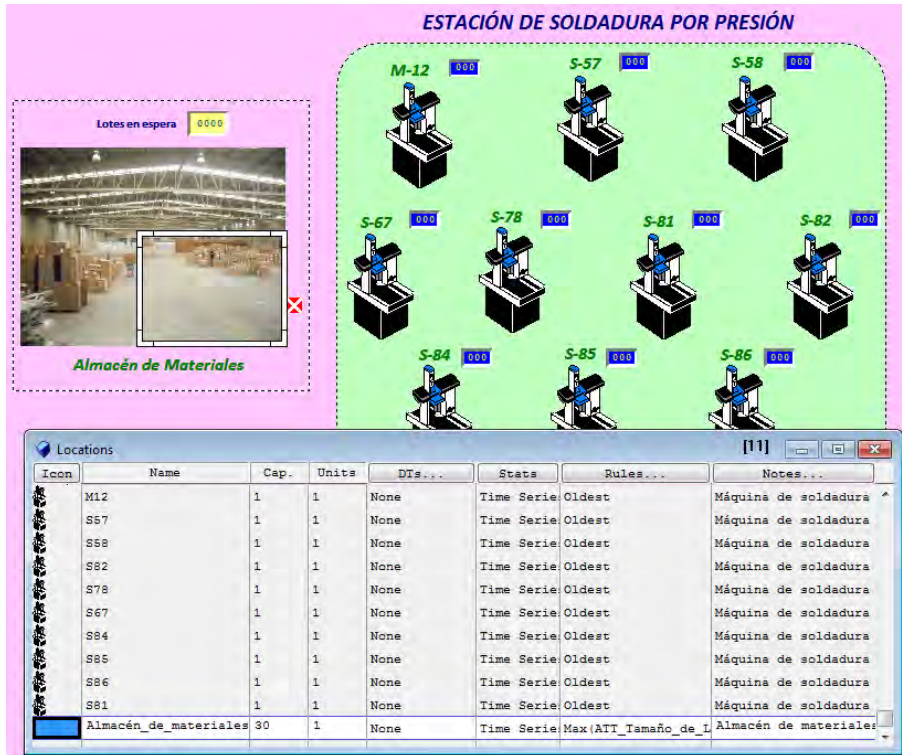 ESTACIÓN DE SOLDADURA POR PRESIÓN
M-12 000
S-57 000
S-58 000
Lotes en espera 0000
S-67 000
S-78 000
S-81 000
S-82 000
Almacén de Materiales
S-84 000
S-85 000
S-86 000
Locations [11]
Icon Name Cap. Units DTs... Stats Rules... Notes...
M12 1 1 None Time Serie Oldest Máquina de soldadura
S57 1 1 None Time Serie Oldest Máquina de soldadura
S58 1 1 None Time Serie Oldest Máquina de soldadura
S82 1 1 None Time Serie Oldest Máquina de soldadura
S78 1 1 None Time Serie Oldest Máquina de soldadura
S67 1 1 None Time Serie Oldest Máquina de soldadura
S84 1 1 None Time Serie Oldest Máquina de soldadura
S85 1 1 None Time Serie Oldest Máquina de soldadura
S86 1 1 None Time Serie Oldest Máquina de soldadura
S81 1 1 None Time Serie Oldest Máquina de soldadura
Almacén_de_materiales 30 1 None Time Serie Max(ATT_Tamaño_de_L Almacén de materiales